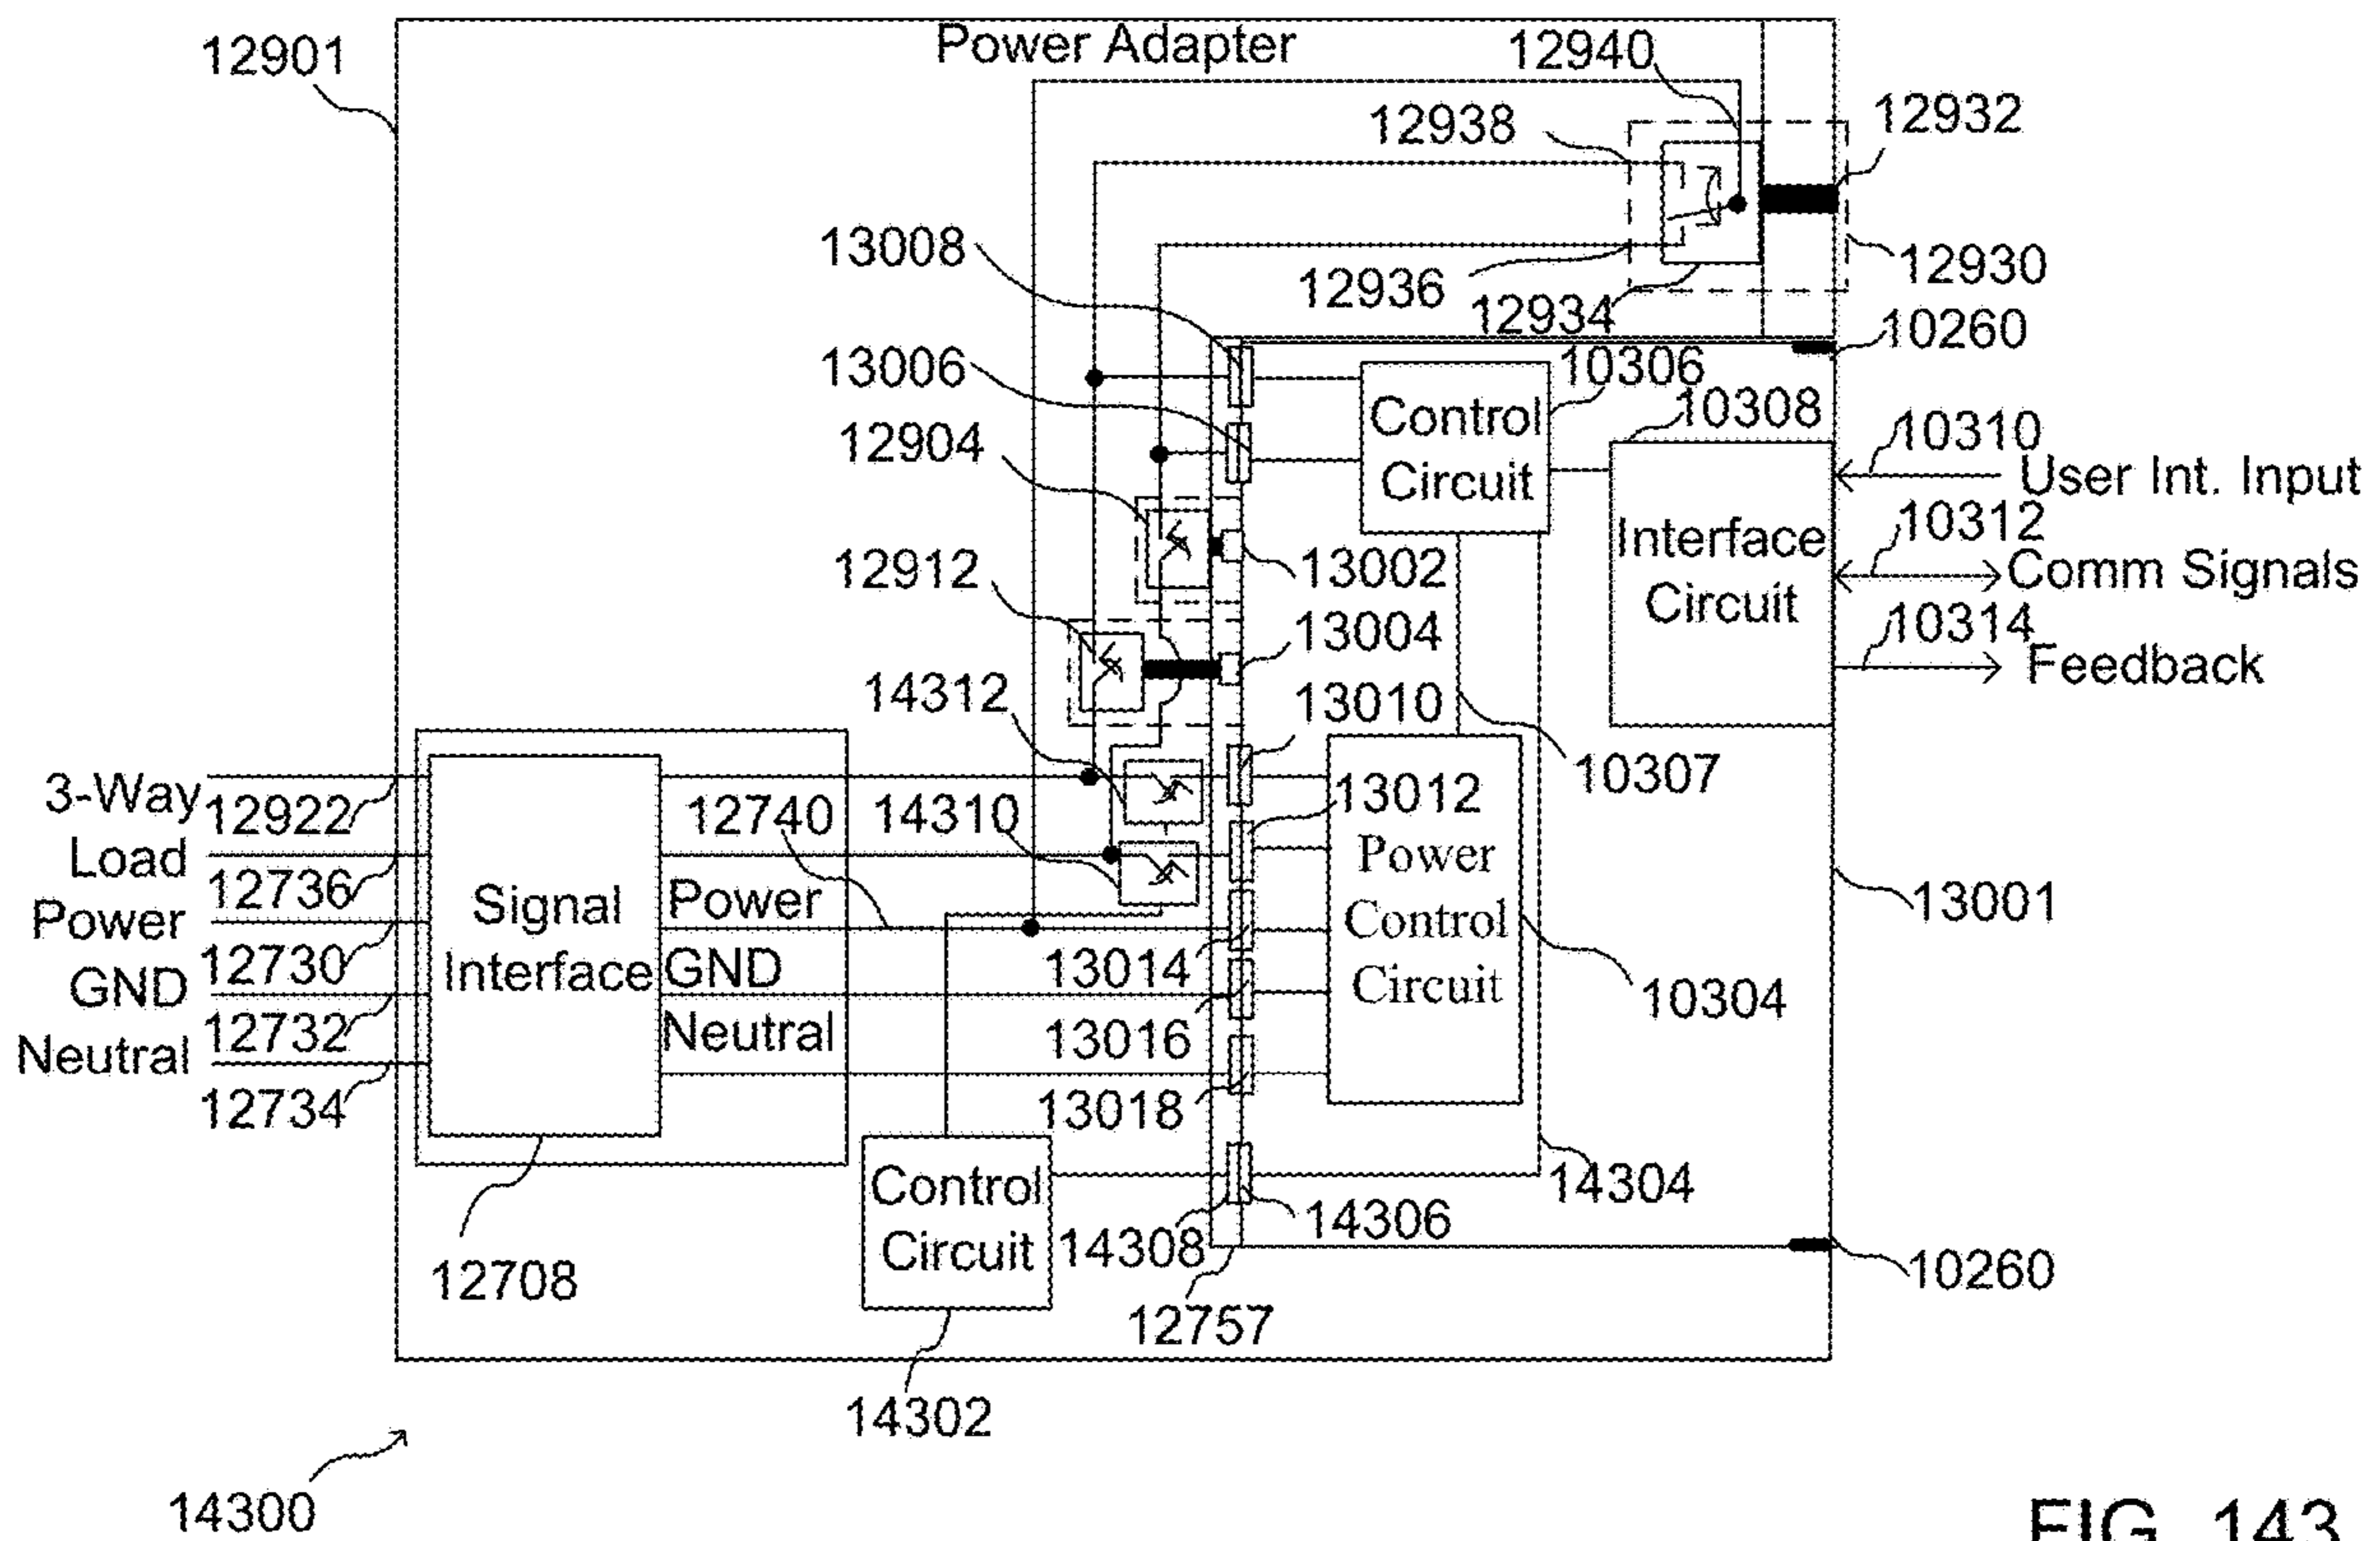 Power Adapter
12901
12940
12938
12932
13008
12936
12934
12930
10260
13006
10306
10308
12904
Control
Circuit
10310
User Int. Input
10312
Comm Signals
12912
13002
Interface
Circuit
10314
Feedback
13004
14312
13010
10307
3-Way
12922
12740
14310
13012
Load
12736
Power
12730
GND
12732
Neutral
12734
Signal
Interface
Power
GND
Neutral
13014
13016
13018
Power
Control
Circuit
10304
13001
12708
Control
Circuit
14308
14306
14304
12757
10260
14302
14300
FIG. 143